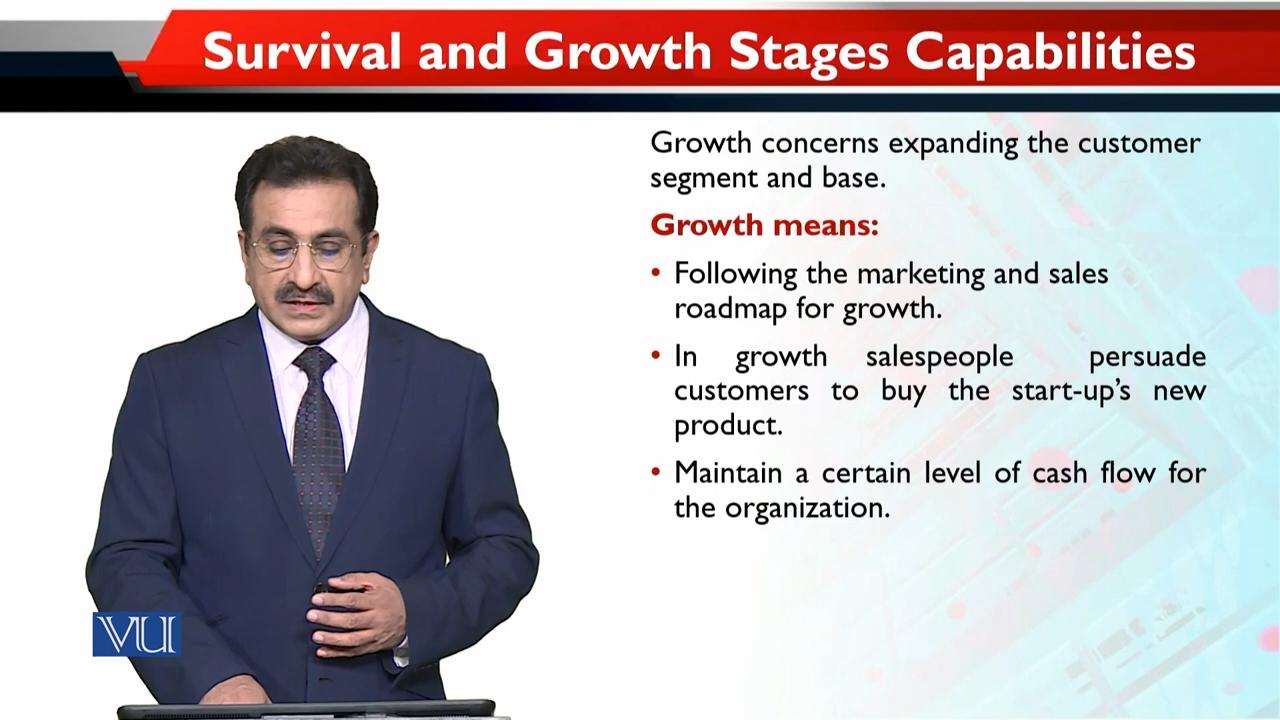 Survival and Growth Stages Capabilities
Growth concerns expanding the customer
segment and base.
Growth means:
• Following the marketing and sales
roadmap for growth.
• In growth salespeople persuade
customers to buy the start-up’s new
product.
• Maintain a certain level of cash flow for
the organization.
VU